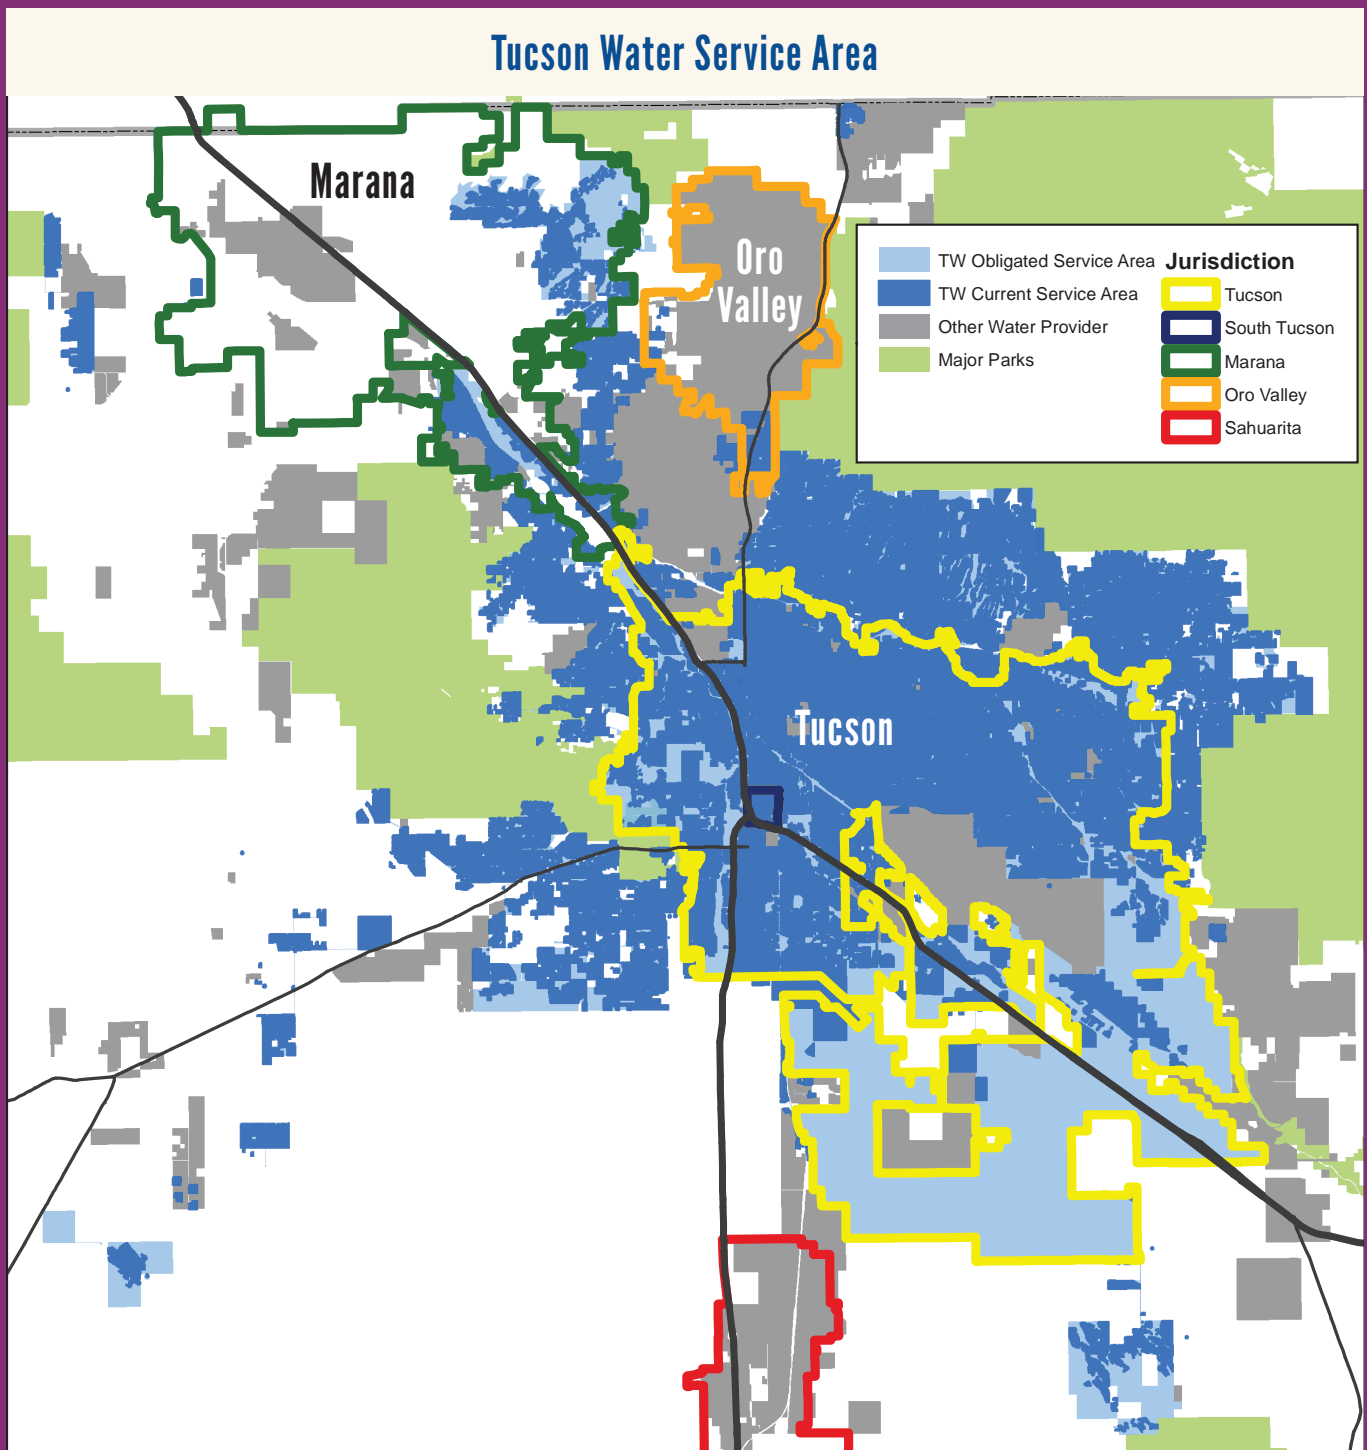 Tucson Water Service Area
Marana
Oro
Valley
Tucson
TW Obligated Service Area
TW Current Service Area
Other Water Provider
Major Parks
Jurisdiction
Tucson
South Tucson
Marana
Oro Valley
Sahuarita